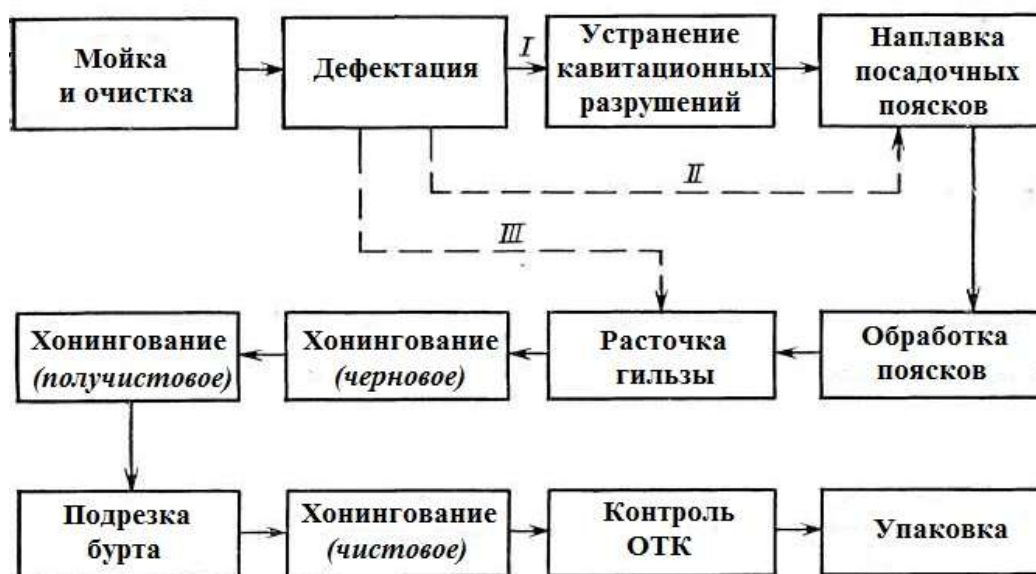 Мойка
и очистка
Дефектация
I
Устранение
кавитационных
разрушений
Наплавка
посадочных
поясков
II
III
Хонингование
(получистовое)
Хонингование
(черновое)
Расточка
гильзы
Обработка
поясков
Подрезка
бурта
Хонингование
(чистовое)
Контроль
ОТК
Упаковка